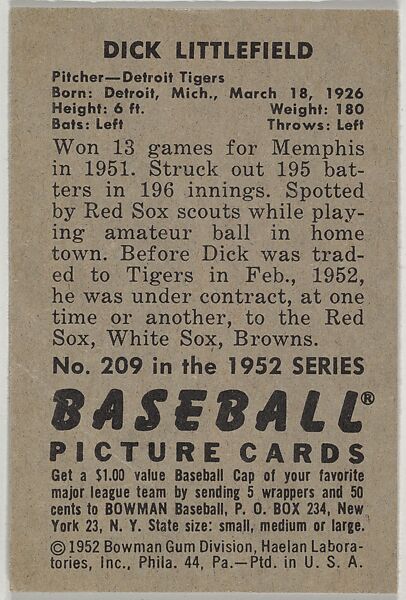 DICK LITTLEFIELD
Pitcher—Detroit Tigers
Born: Detroit, Mich., March 18, 1926
Height: 6 ft. Weight: 180
Bats: Left Throws: Left
Won 13 games for Memphis
in 1951. Struck out 195 bat-
ters in 196 innings. Spotted
by Red Sox scouts while play-
ing amateur ball in home
town. Before Dick was trad-
ed to Tigers in Feb., 1952,
he was under contract, at one
time or another, to the Red
Sox, White Sox, Browns.
No. 209 in the 1952 SERIES
BASEBALL®
PICTURE CARDS
Get a $1.00 value Baseball Cap of your favorite
major league team by sending 5 wrappers and 50
cents to BOWMAN Baseball, P. O. BOX 234, New
York 23, N. Y. State size: small, medium or large.
© 1952 Bowman Gum Division, Haelan Labora-
tories, Inc., Phila. 44, Pa.—Ptd. in U. S. A.